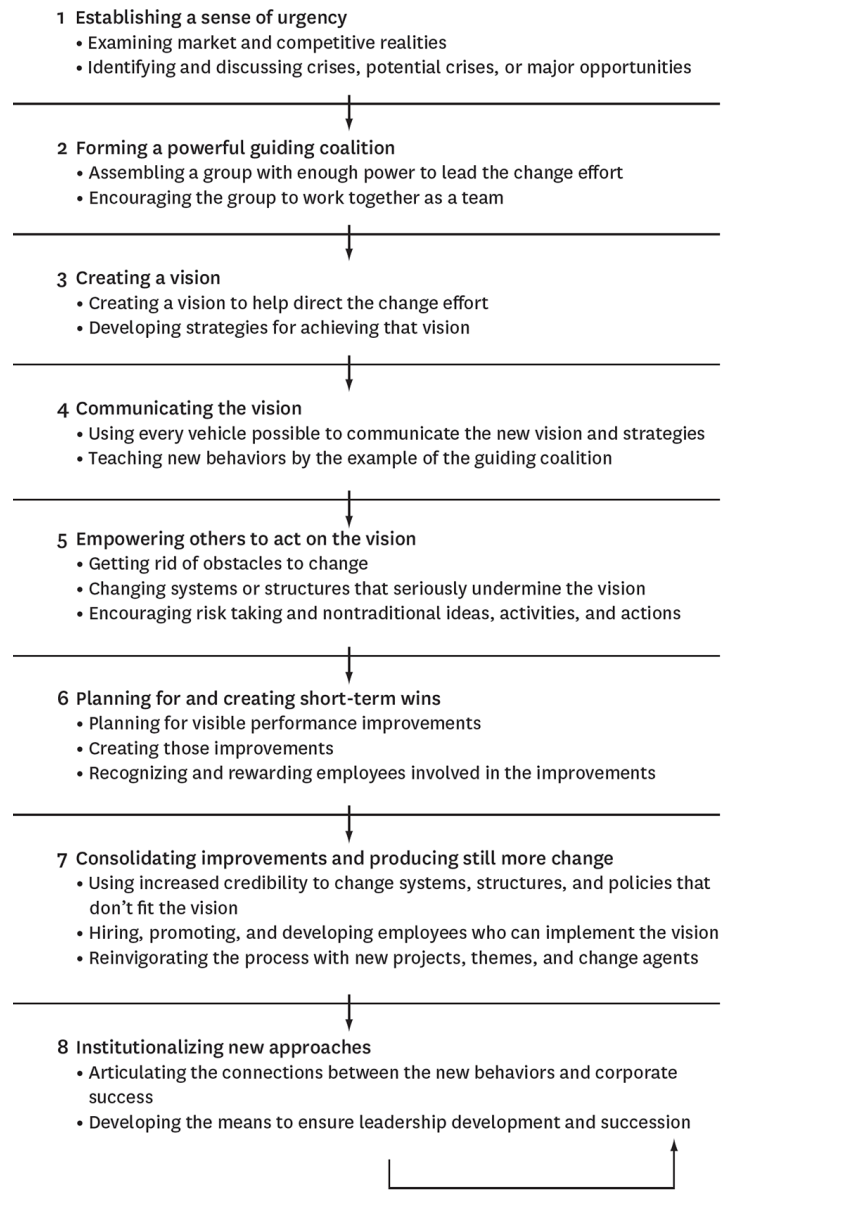 1 Establishing a sense of urgency
• Examining market and competitive realities
• Identifying and discussing crises, potential crises, or major opportunities
2 Forming a powerful guiding coalition
• Assembling a group with enough power to lead the change effort
• Encouraging the group to work together as a team
3 Creating a vision
• Creating a vision to help direct the change effort
• Developing strategies for achieving that vision
4 Communicating the vision
• Using every vehicle possible to communicate the new vision and strategies
• Teaching new behaviors by the example of the guiding coalition
5 Empowering others to act on the vision
• Getting rid of obstacles to change
• Changing systems or structures that seriously undermine the vision
• Encouraging risk taking and nontraditional ideas, activities, and actions
6 Planning for and creating short-term wins
• Planning for visible performance improvements
• Creating those improvements
• Recognizing and rewarding employees involved in the improvements
7 Consolidating improvements and producing still more change
• Using increased credibility to change systems, structures, and policies that
don’t fit the vision
• Hiring, promoting, and developing employees who can implement the vision
• Reinvigorating the process with new projects, themes, and change agents
8 Institutionalizing new approaches
• Articulating the connections between the new behaviors and corporate
success
• Developing the means to ensure leadership development and succession